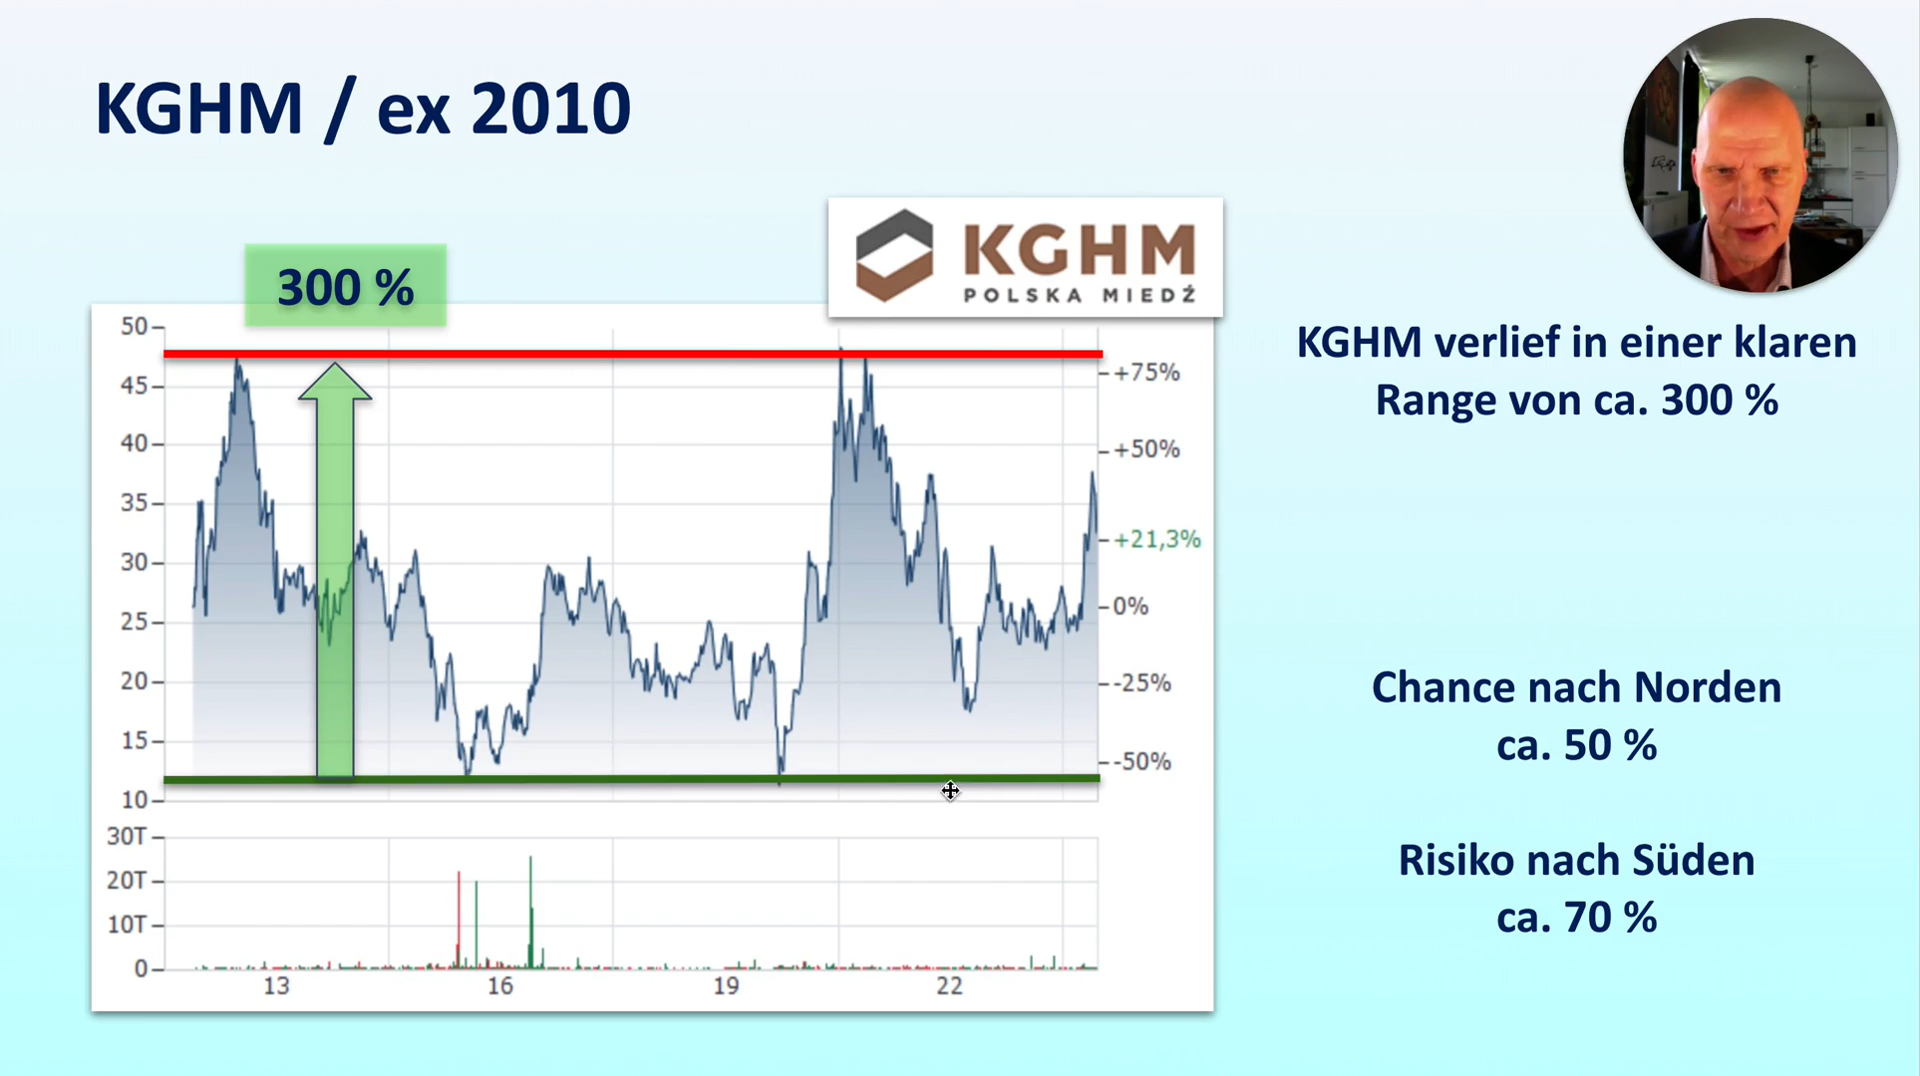 KGHM / ex 2010
KGHM
POLSKA MIEDŹ
300 %
50
45
40
35
30
25
20
15
10
+75%
+50%
+21,3%
0%
-25%
-50%
30T
20T
10T
0
13 16 19 22
KGHM verlief in einer klaren
Range von ca. 300 %
Chance nach Norden
ca. 50 %
Risiko nach Süden
ca. 70 %